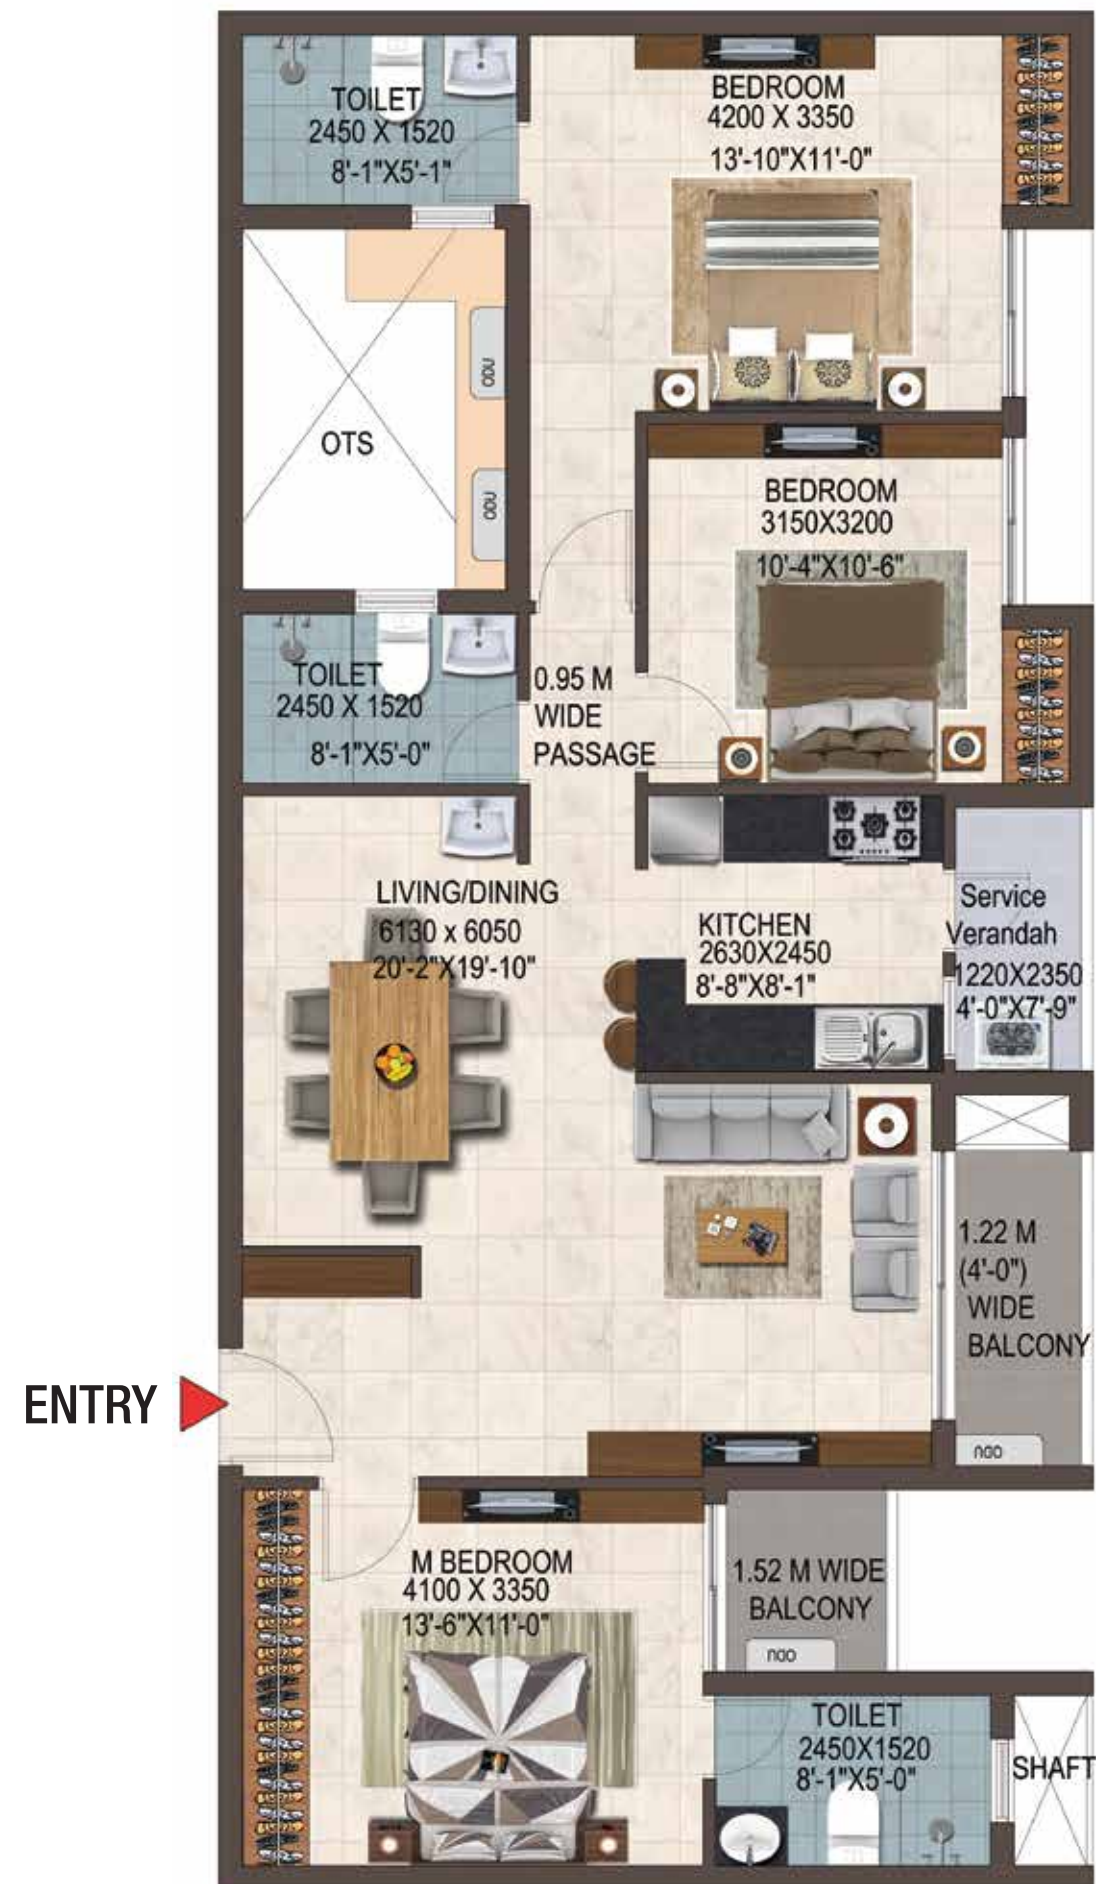 TOILET
2450 X 1520
8'-1"X5'-1"
BEDROOM
4200 X 3350
13'-10"X11'-0"
ODU
OTS
ODU
BEDROOM
3150X3200
10'-4"X10'-6"
TOILET
2450 X 1520
8'-1"X5'-0"
0.95 M
WIDE
PASSAGE
LIVING/DINING
6130 x 6050
20'-2"X19'-10"
KITCHEN
2630X2450
8'-8"X8'-1"
Service
Verandah
1220X2350
4'-0"X7'-9"
1.22 M
(4'-0")
WIDE
BALCONY
ODU
ENTRY
M BEDROOM
4100 X 3350
13'-6"X11'-0"
1.52 M WIDE
BALCONY
ODU
TOILET
2450X1520
8'-1"X5'-0"
SHAFT